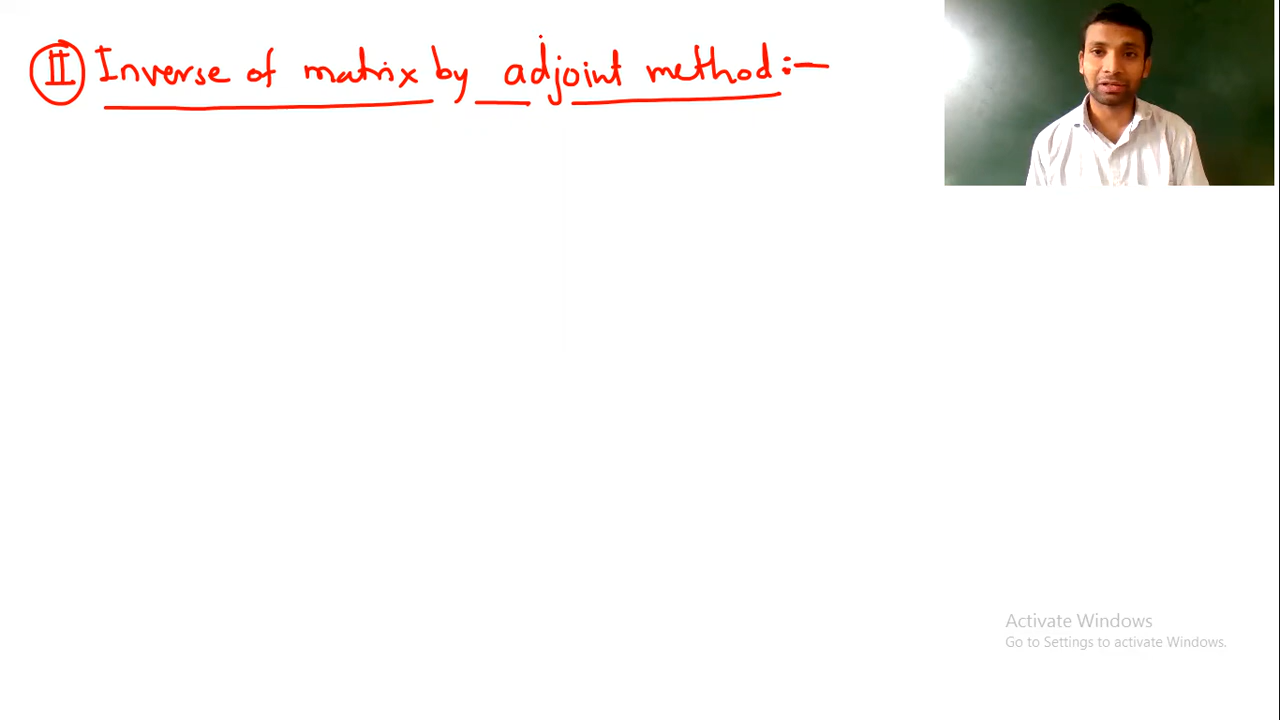 II Inverse of matrix by adjoint method:-
Activate Windows
Go to Settings to activate Windows.